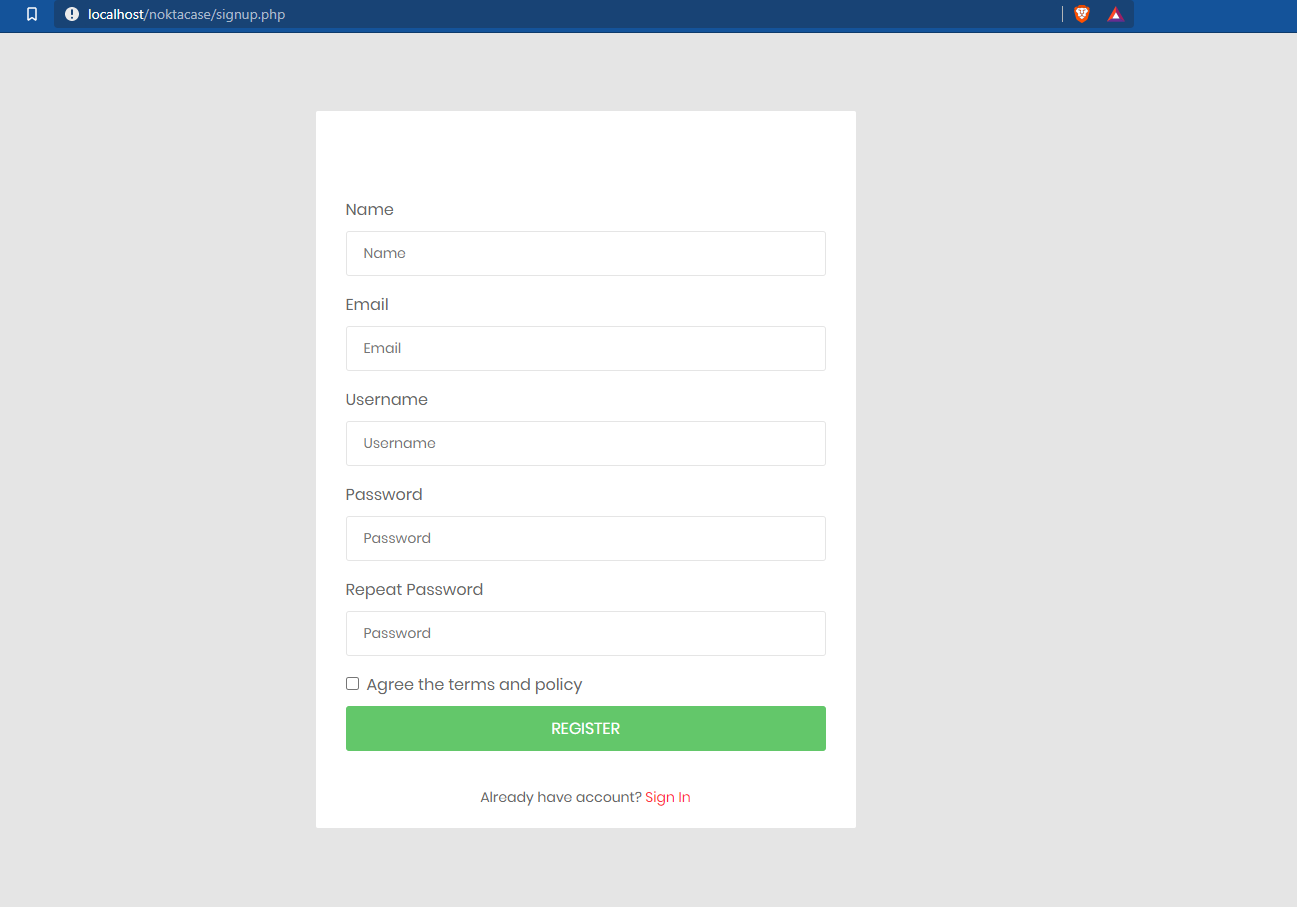 localhost/noktacase/signup.php
Name
Name
Email
Email
Username
Username
Password
Password
Repeat Password
Password
Agree the terms and policy
REGISTER
Already have account? Sign In